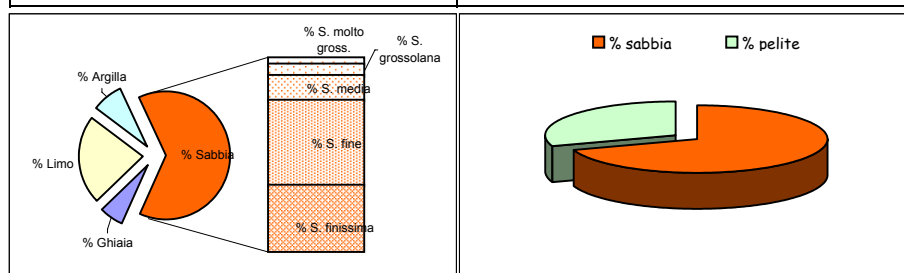 % S. molto
gross.
% S.
grossolana
% Argilla
% S. media
% Limo
% Sabbia
% S. fine
% S. finissima
% Ghiaia
% sabbia
% pelite